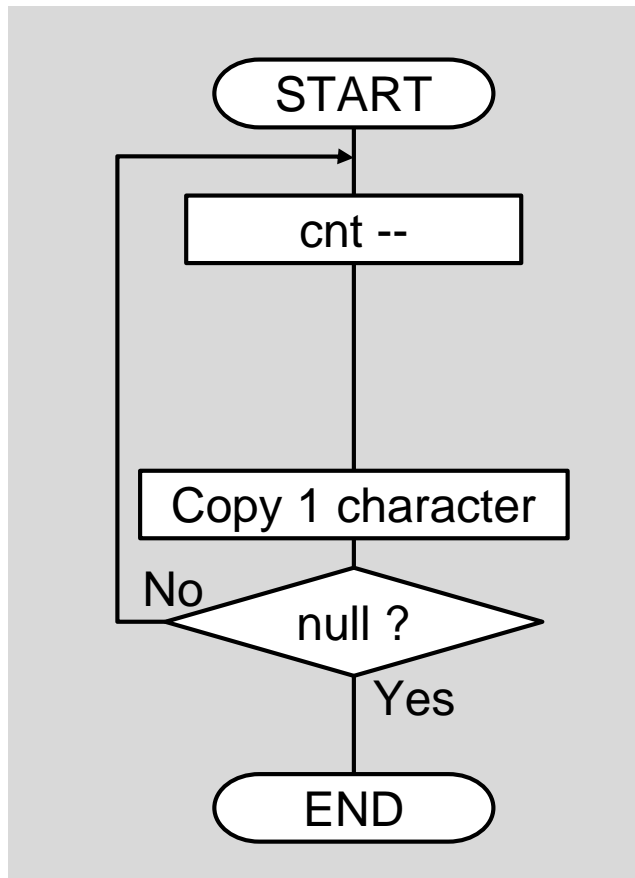 START
cnt --
Copy 1 character
No
null ?
Yes
END